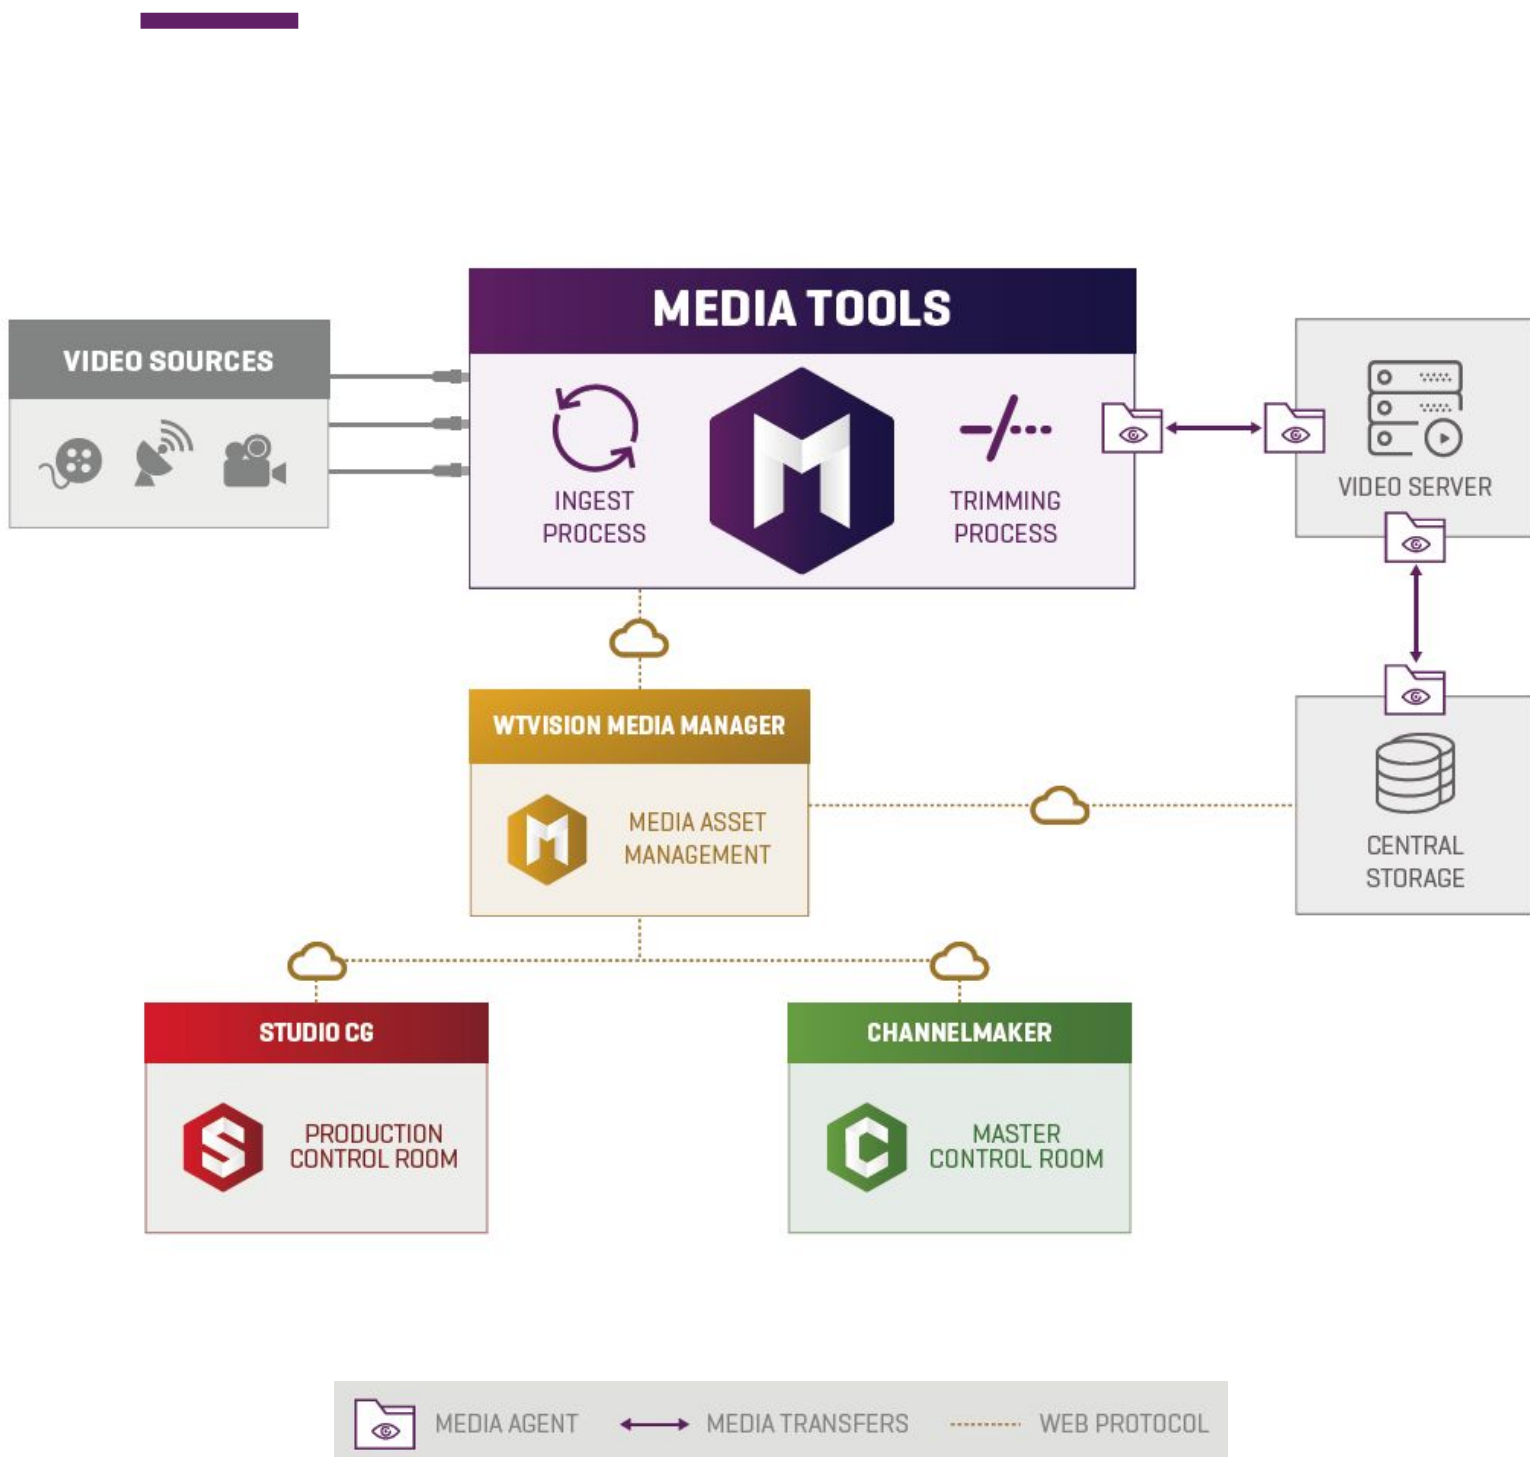 MEDIA TOOLS
VIDEO SOURCES
INGEST
PROCESS
TRIMMING
PROCESS
VIDEO SERVER
WTVISION MEDIA MANAGER
MEDIA ASSET
MANAGEMENT
CENTRAL
STORAGE
STUDIO CG
PRODUCTION
CONTROL ROOM
CHANNELMAKER
MASTER
CONTROL ROOM
MEDIA AGENT
MEDIA TRANSFERS
WEB PROTOCOL